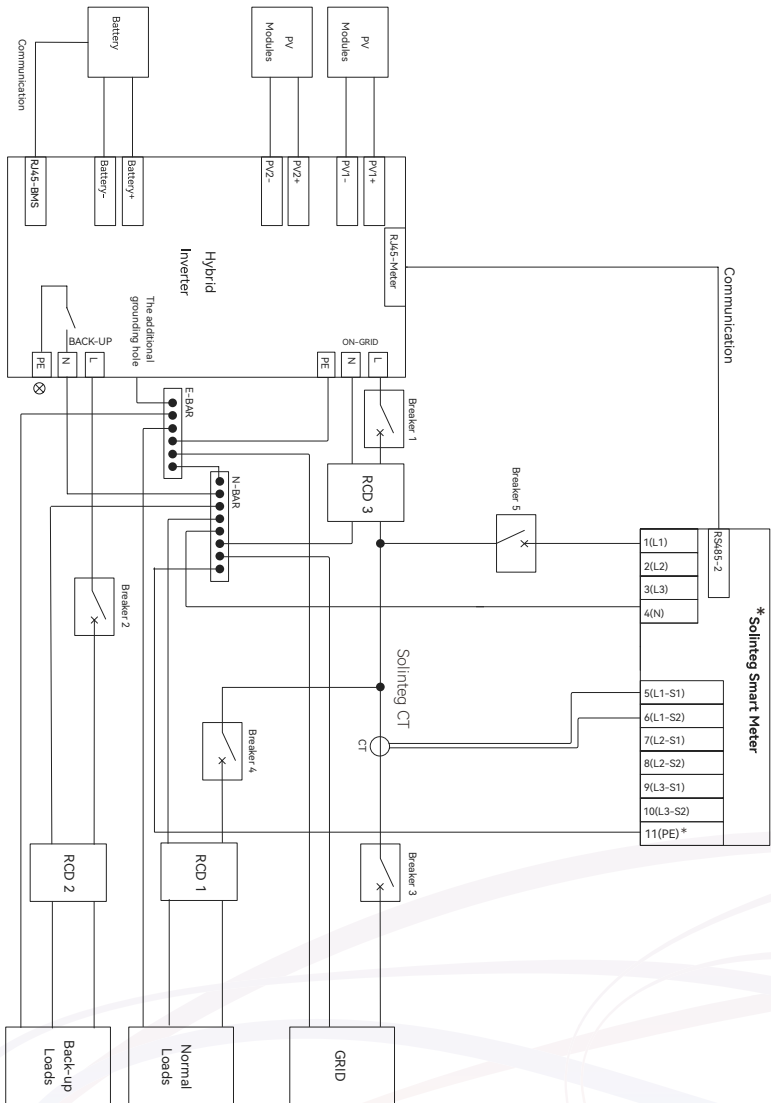 Battery
Communication
PV
Modules
PV
Modules
RJ45-BMS
Battery-
Battery+
PV2-
PV2+
PV1-
PV1+
RJ45-Meter
Hybrid
Inverter
The additional
grounding hole
BACK-UP
PE
N
L
ON-GRID
PE
N
L
Communication
E-BAR
N-BAR
Breaker 1
RCD 3
Breaker 5
RS485-2
1(L1)
2(L2)
3(L3)
4(N)
* Solinteg Smart Meter
5(L1-S1)
6(L1-S2)
7(L2-S1)
8(L2-S2)
9(L3-S1)
10(L3-S2)
11(PE)*
Breaker 2
Solinteg CT
CT
Breaker 4
Breaker 3
RCD 2
RCD 1
Back-up
Loads
Normal
Loads
GRID